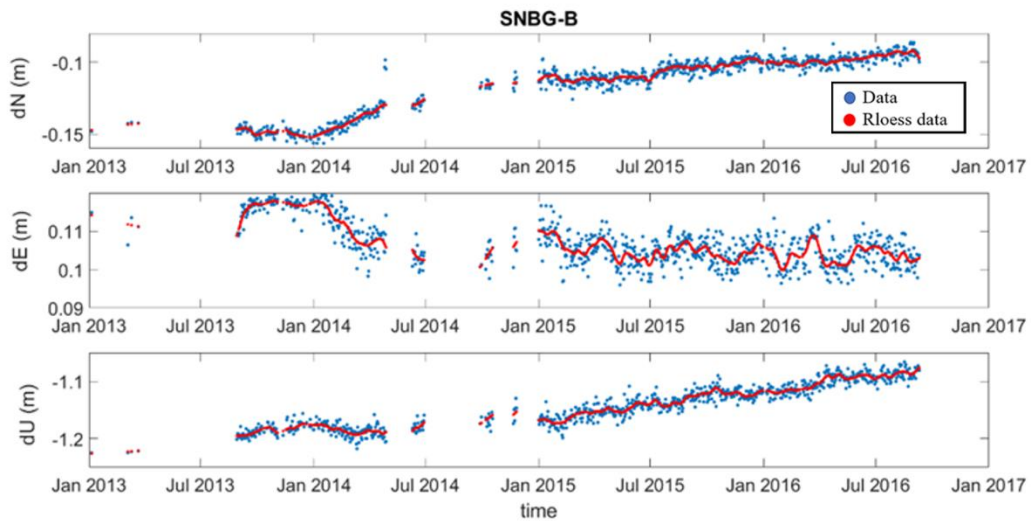 SNBG-B
dN (m)
-0.1
-0.15
Data
Rloess data
Jan 2013 Jul 2013 Jan 2014 Jul 2014 Jan 2015 Jul 2015 Jan 2016 Jul 2016 Jan 2017
dE (m)
0.11
0.1
0.09
Jan 2013 Jul 2013 Jan 2014 Jul 2014 Jan 2015 Jul 2015 Jan 2016 Jul 2016 Jan 2017
dU (m)
-1.1
-1.2
Jan 2013 Jul 2013 Jan 2014 Jul 2014 Jan 2015 Jul 2015 Jan 2016 Jul 2016 Jan 2017
time